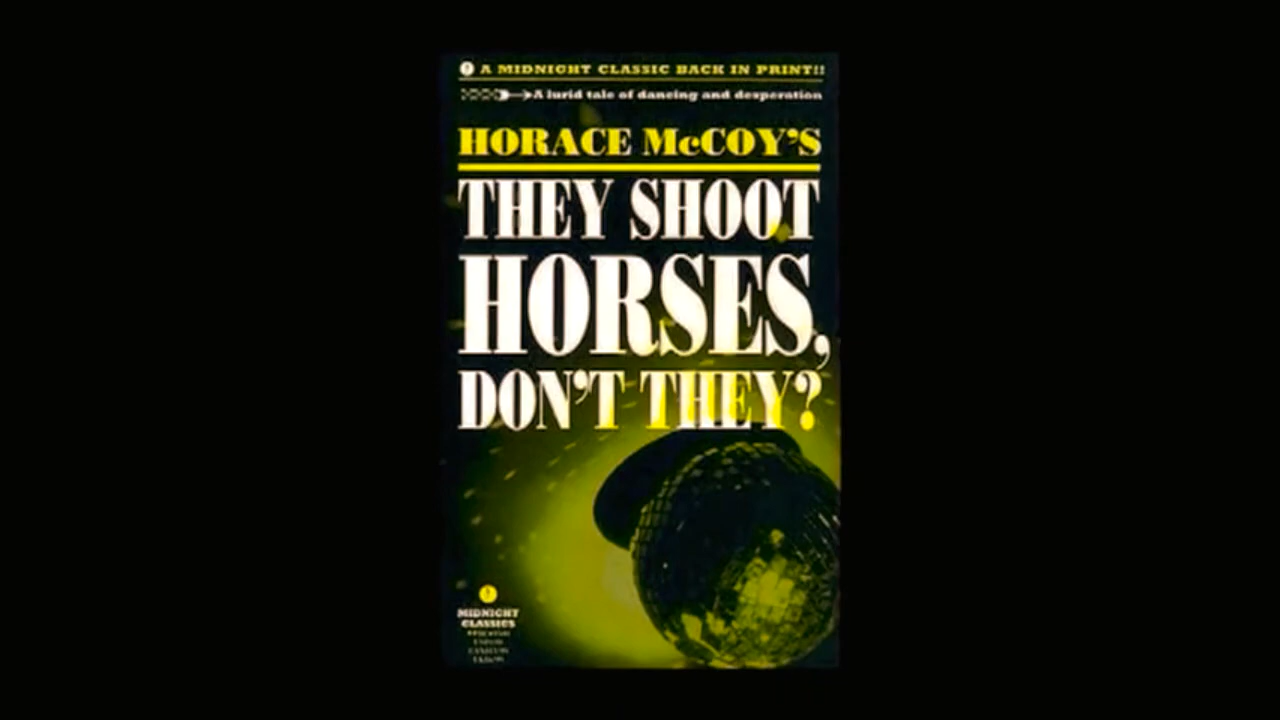 A MIDNIGHT CLASSIC BACK IN PRINT!!
A lurid tale of dancing and desperation
HORACE McCOY'S
THEY SHOOT
HORSES,
DON'T THEY?
MIDNIGHT
CLASSICS